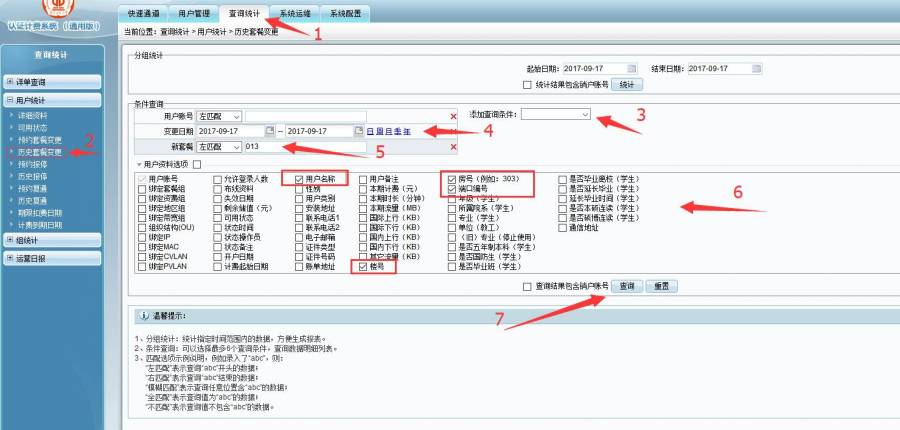 快速通道 用户管理 查询统计 系统运维 系统配置
认证计费系统（通用版）
1
当前位置：查询统计 > 用户统计 > 历史套餐变更
查询统计
详单查询
用户统计
详细资料
可用状态
预约套餐变更
2
历史套餐变更
预约报停
历史报停
预约复通
历史复通
期限扣费日期
计费到期日期
组统计
运营日报
分组统计
起始日期： 2017-09-17 结束日期： 2017-09-17
统计结果包含销户账号 统计
条件查询
用户账号 左匹配 添加查询条件： 3
变更日期 2017-09-17 -- 2017-09-17 日 周 月 季 年 4
新套餐 左匹配 013 5
用户资料选项
用户账号 允许登录人数 用户名称 用户备注 房号（例如：303） 是否毕业离校（学生）
绑定套餐组 布线资料 性别 本期计费（元） 端口编号 是否延长毕业（学生）
绑定资费组 失效日期 用户类别 本期时长（分钟） 年级（学生） 延长毕业时间（学生） 6
绑定地区组 剩余储值（元） 安装地址 本期流量（MB） 所属院系（学生） 是否本硕连读（学生）
绑定带宽组 可用状态 联系电话1 国际上行（KB） 专业（学生） 是否硕博连读（学生）
组织结构(OU) 状态时间 联系电话2 国际下行（KB） 单位（教工） 通信地址
绑定IP 状态操作员 电子邮箱 国内上行（KB） （旧）专业（停止使用）
绑定MAC 状态备注 证件类型 国内下行（KB） 是否五年制本科（学生）
绑定CVLAN 开户日期 证件号码 其它流量（KB） 是否国防生（学生）
绑定PVLAN 计费起始日期 账单地址 楼号 是否毕业班（学生）
查询结果包含销户账号 查询 重置
7
温馨提示：
1、分组统计：统计指定时间范围内的数据，方便生成报表。
2、条件查询：可以选择最多6个查询条件，查询数据明细列表。
3、匹配选项示例说明，例如录入了"abc"，则：
"左匹配"表示查询"abc"开头的数据；
"右匹配"表示查询"abc"结束的数据；
"模糊匹配"表示查询任意位置含"abc"的数据；
"全匹配"表示查询值为"abc"的数据；
"不匹配"表示查询值不包含"abc"的数据。